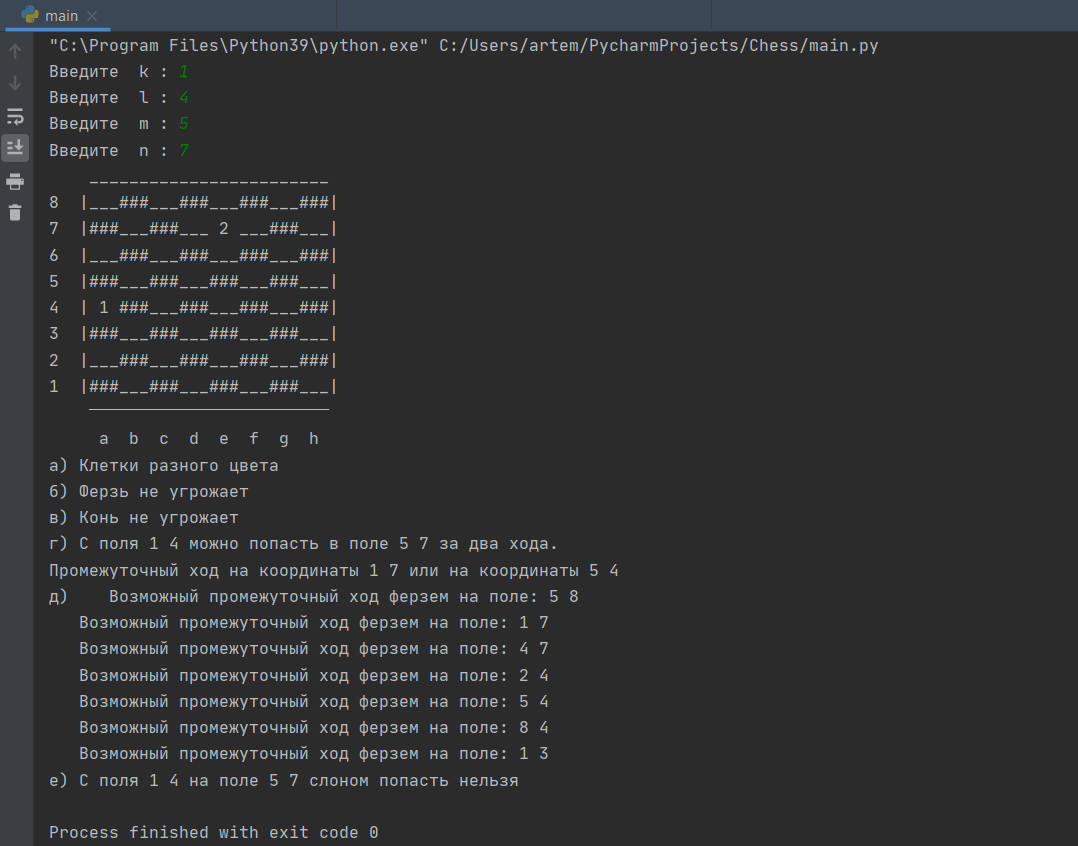 main
"C:\Program Files\Python39\python.exe" C:/Users/artem/PycharmProjects/Chess/main.py
Введите  k : 1
Введите  l : 4
Введите  m : 5
Введите  n : 7
    ________________________
8  |___###___###___###___###|
7  |###___###___ 2 ___###___|
6  |___###___###___###___###|
5  |###___###___###___###___|
4  | 1 ###___###___###___###|
3  |###___###___###___###___|
2  |___###___###___###___###|
1  |###___###___###___###___|
    ————————————————————————
     a  b  c  d  e  f  g  h
а) Клетки разного цвета
б) Ферзь не угрожает
в) Конь не угрожает
г) С поля 1 4 можно попасть в поле 5 7 за два хода.
Промежуточный ход на координаты 1 7 или на координаты 5 4
д)    Возможный промежуточный ход ферзем на поле: 5 8
   Возможный промежуточный ход ферзем на поле: 1 7
   Возможный промежуточный ход ферзем на поле: 4 7
   Возможный промежуточный ход ферзем на поле: 2 4
   Возможный промежуточный ход ферзем на поле: 5 4
   Возможный промежуточный ход ферзем на поле: 8 4
   Возможный промежуточный ход ферзем на поле: 1 3
е) С поля 1 4 на поле 5 7 слоном попасть нельзя
Process finished with exit code 0